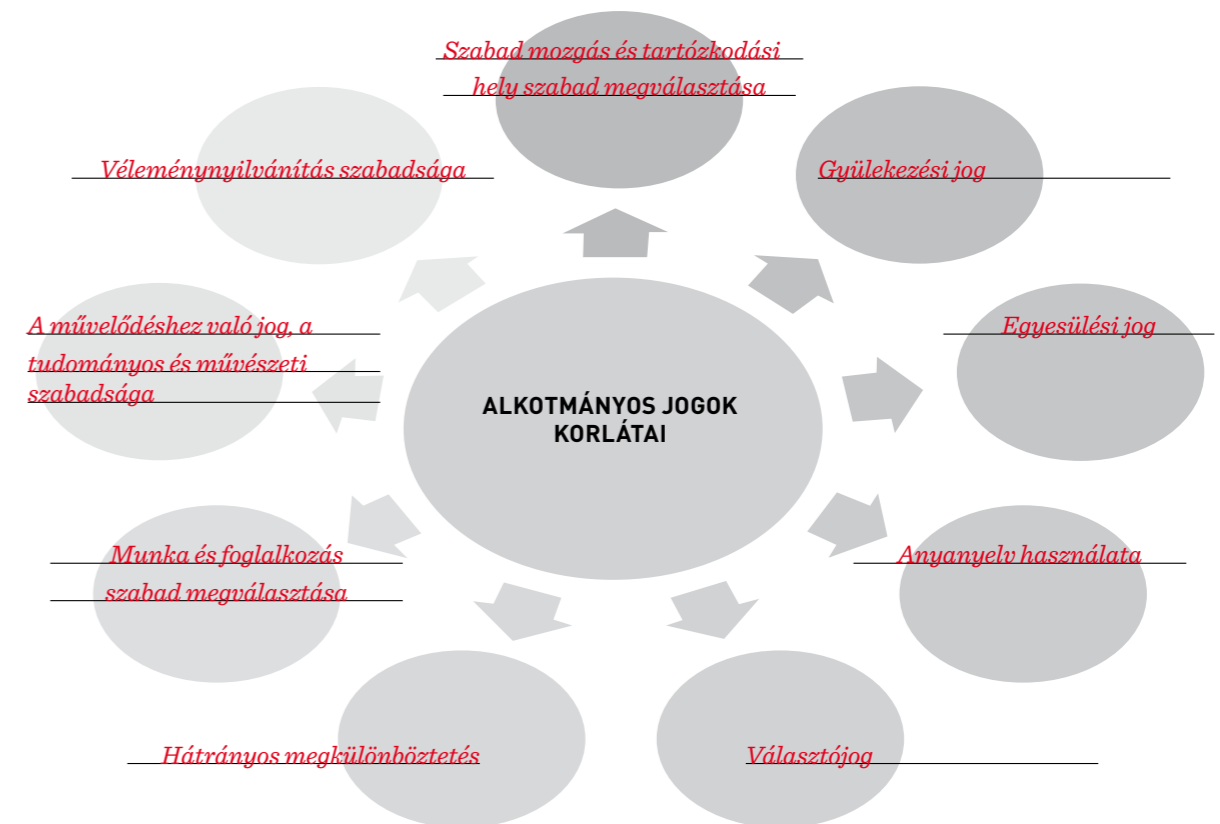 Szabad mozgás és tartózkodási
hely szabad megválasztása
Véleménynyilvánítás szabadsága
Gyülekezési jog
A művelődéshez való jog, a
tudományos és művészeti
szabadsága
Egyesülési jog
ALKOTMÁNYOS JOGOK
KORLÁTAI
Munka és foglalkozás
szabad megválasztása
Anyanyelv használata
Hátrányos megkülönböztetés
Választójog